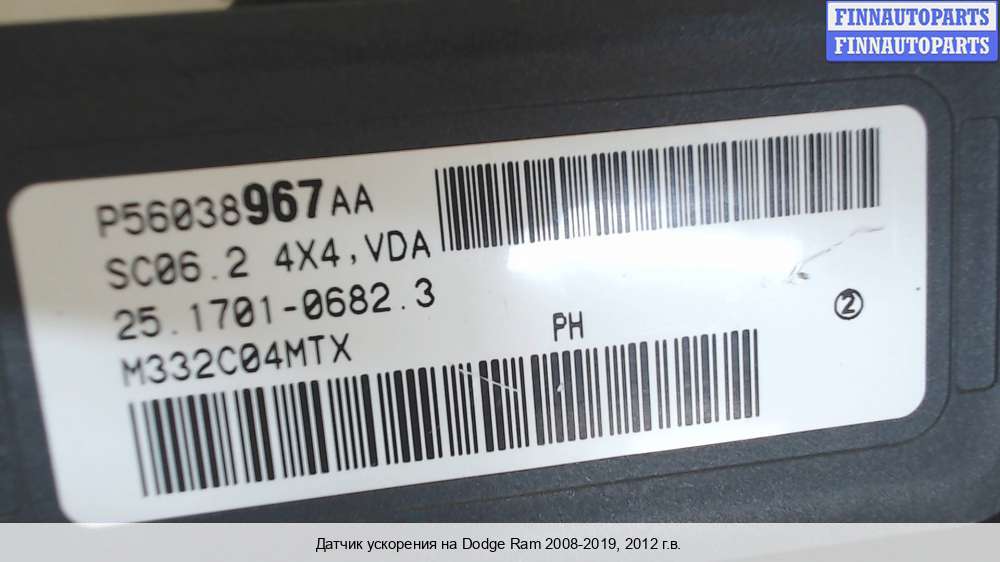 FINNAUTOPARTS
FINNAUTOPARTS
P56038967AA
SC06.2 4X4,VDA
25.1701-0682.3
M332C04MTX
PH
2
Датчик ускорения на Dodge Ram 2008-2019, 2012 г.в.